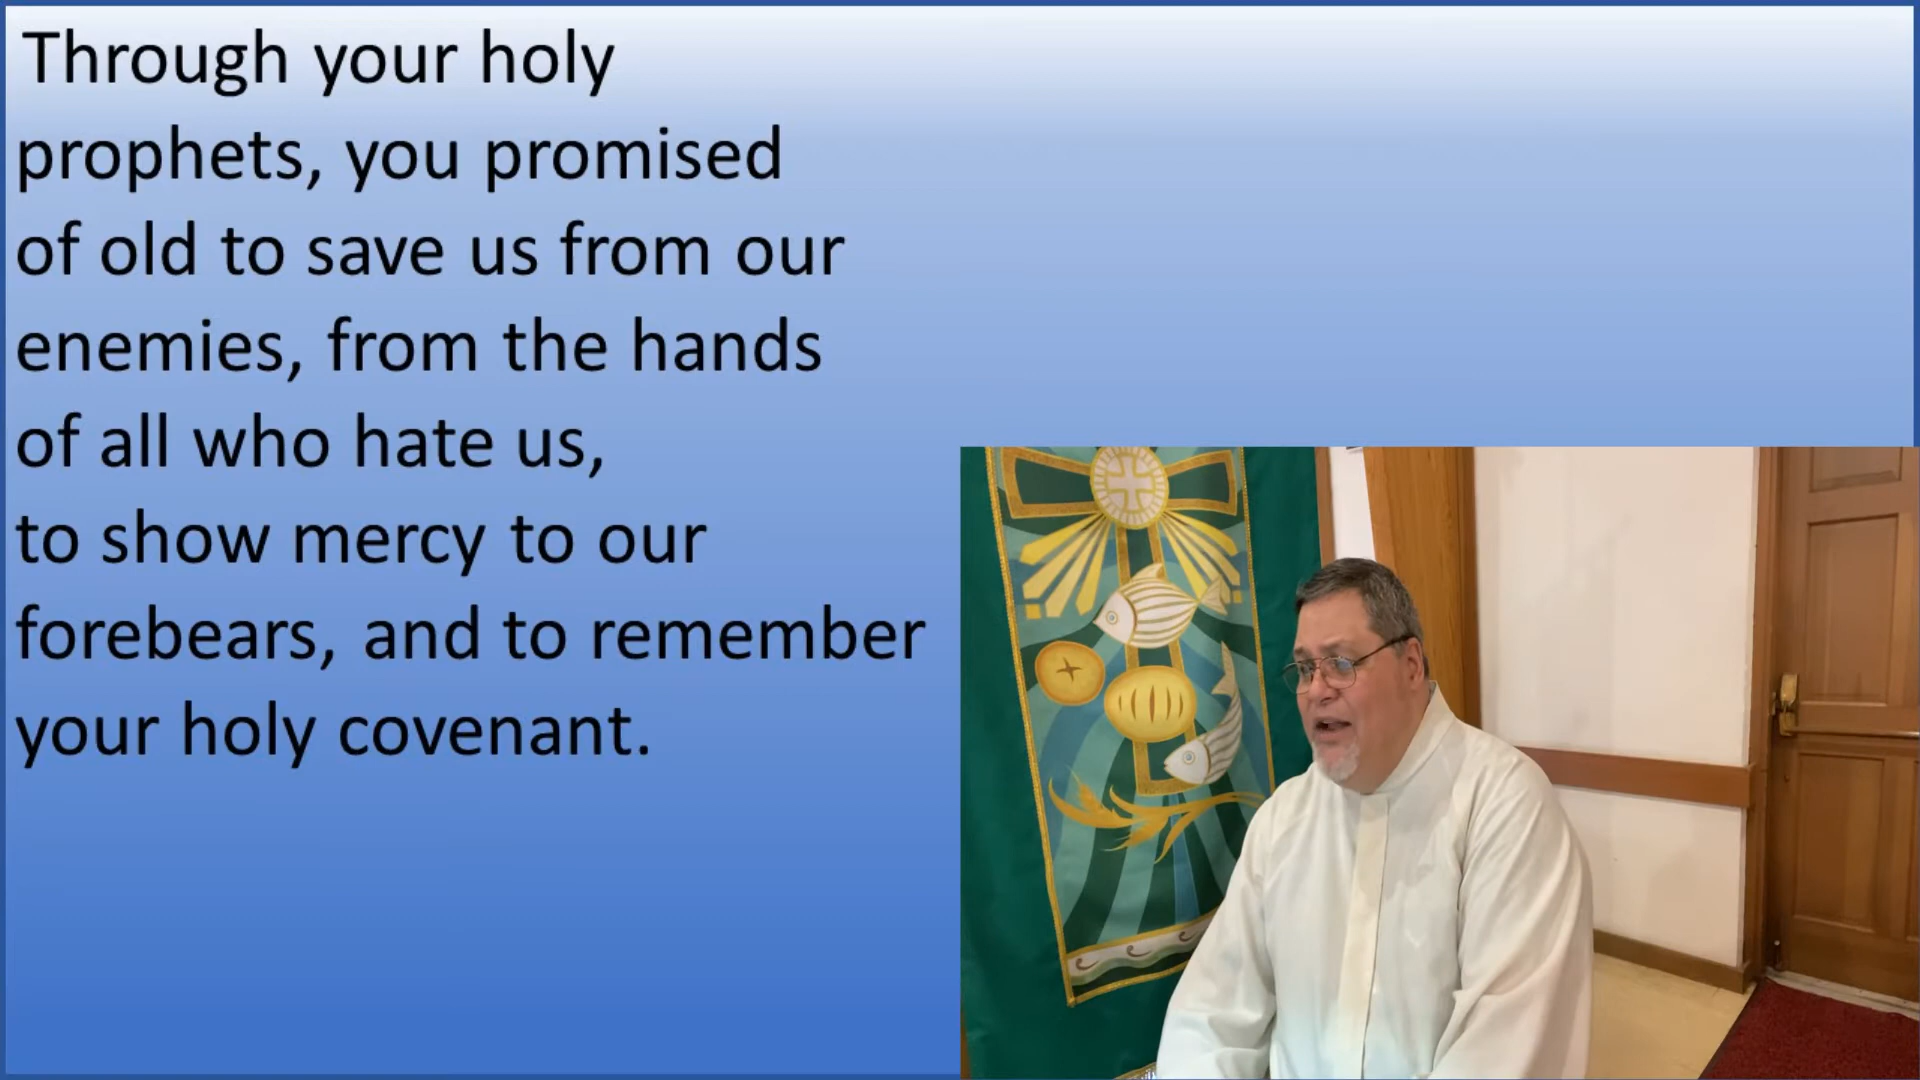 Through your holy
prophets, you promised
of old to save us from our
enemies, from the hands
of all who hate us,
to show mercy to our
forebears, and to remember
your holy covenant.